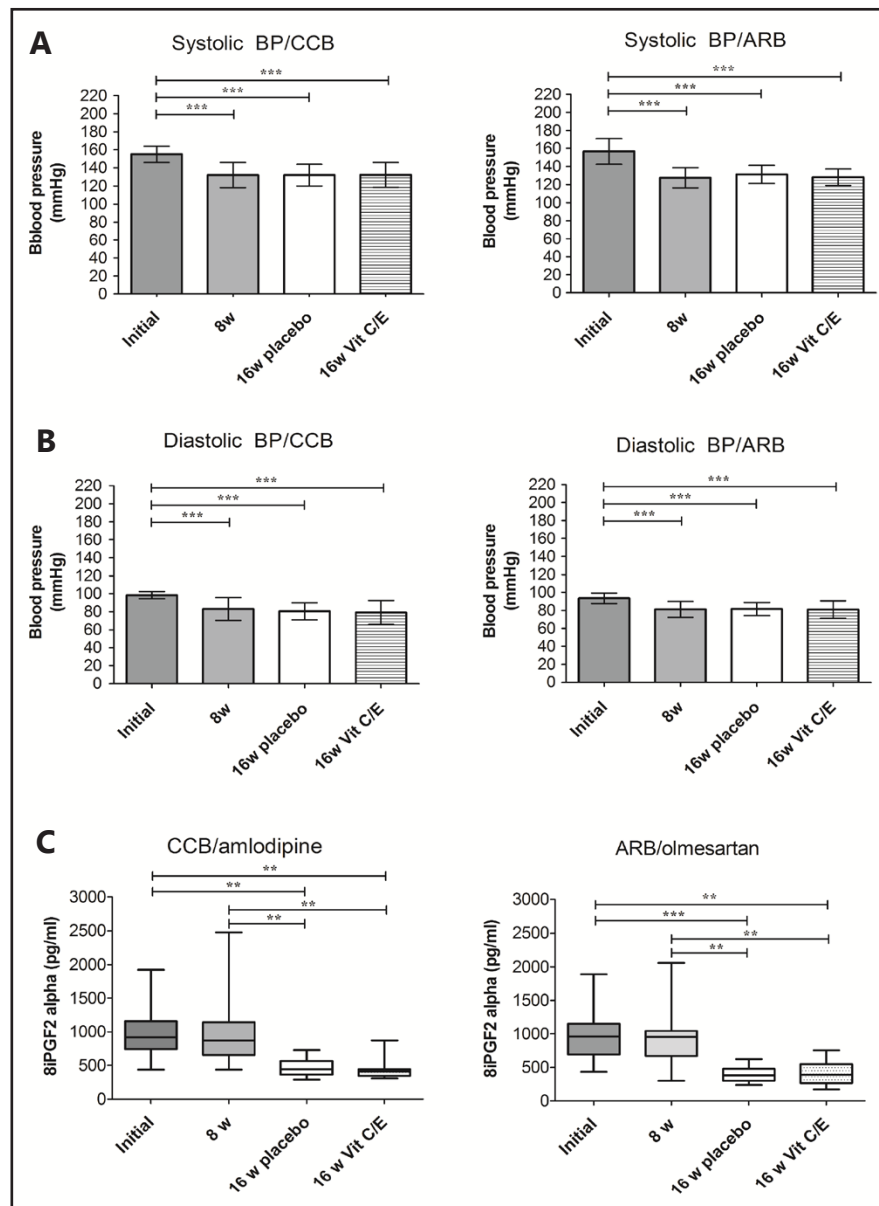 A
Systolic BP/CCB
***
***
***
Bblood pressure
(mmHg)
220
200
180
160
140
120
100
80
60
40
20
0
Initial
8w
16w placebo
16w Vit C/E
Systolic BP/ARB
***
***
***
Blood pressure
(mmHg)
220
200
180
160
140
120
100
80
60
40
20
0
Initial
8w
16w placebo
16w Vit C/E
B
Diastolic BP/CCB
***
***
***
Blood pressure
(mmHg)
220
200
180
160
140
120
100
80
60
40
20
0
Initial
8w
16w placebo
16w Vit C/E
Diastolic BP/ARB
***
***
***
Blood pressure
(mmHg)
220
200
180
160
140
120
100
80
60
40
20
0
Initial
8w
16w placebo
16w Vit C/E
C
CCB/amlodipine
**
**
**
**
8iPGF2 alpha (pg/ml)
3000
2500
2000
1500
1000
500
0
Initial
8 w
16 w placebo
16 w Vit C/E
ARB/olmesartan
**
***
**
**
8iPGF2 alpha (pg/ml)
3000
2500
2000
1500
1000
500
0
Initial
8 w
16 w placebo
16 w Vit C/E